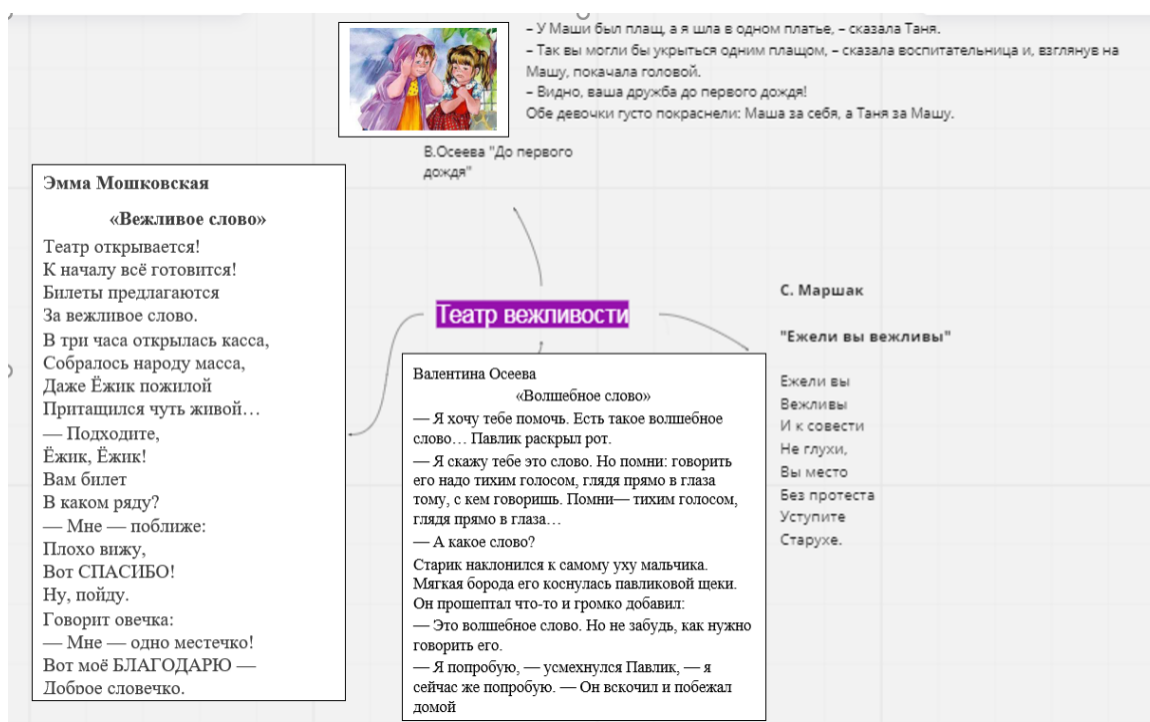 – У Маши был плащ, а я шла в одном платье, – сказала Таня.
– Так вы могли бы укрыться одним плащом, – сказала воспитательница и, взглянув на
Машу, покачала головой.
– Видно, ваша дружба до первого дождя!
Обе девочки густо покраснели: Маша за себя, а Таня за Машу.
В.Осеева "До первого
дождя"
Эмма Мошковская
«Вежливое слово»
Театр открывается!
К началу всё готовится!
Билеты предлагаются
За вежливое слово.
В три часа открылась касса,
Собралось народу масса,
Даже Ёжик пожилой
Притащился чуть живой…
— Подходите,
Ёжик, Ёжик!
Вам билет
В каком ряду?
— Мне — поближе:
Плохо вижу,
Вот СПАСИБО!
Ну, пойду.
Говорит овечка:
— Мне — одно местечко!
Вот моё БЛАГОДАРЮ —
Доброе словечко.
Театр вежливости
Валентина Осеева
«Волшебное слово»
— Я хочу тебе помочь. Есть такое волшебное
слово… Павлик раскрыл рот.
— Я скажу тебе это слово. Но помни: говорить
его надо тихим голосом, глядя прямо в глаза
тому, с кем говоришь. Помни— тихим голосом,
глядя прямо в глаза…
— А какое слово?
Старик наклонился к самому уху мальчика.
Мягкая борода его коснулась павликовой щеки.
Он прошептал что-то и громко добавил:
— Это волшебное слово. Но не забудь, как нужно
говорить его.
— Я попробую, — усмехнулся Павлик, — я
сейчас же попробую. — Он вскочил и побежал
домой
С. Маршак
"Ежели вы вежливы"
Ежели вы
Вежливы
И к совести
Не глухи,
Вы место
Без протеста
Уступите
Старухе.